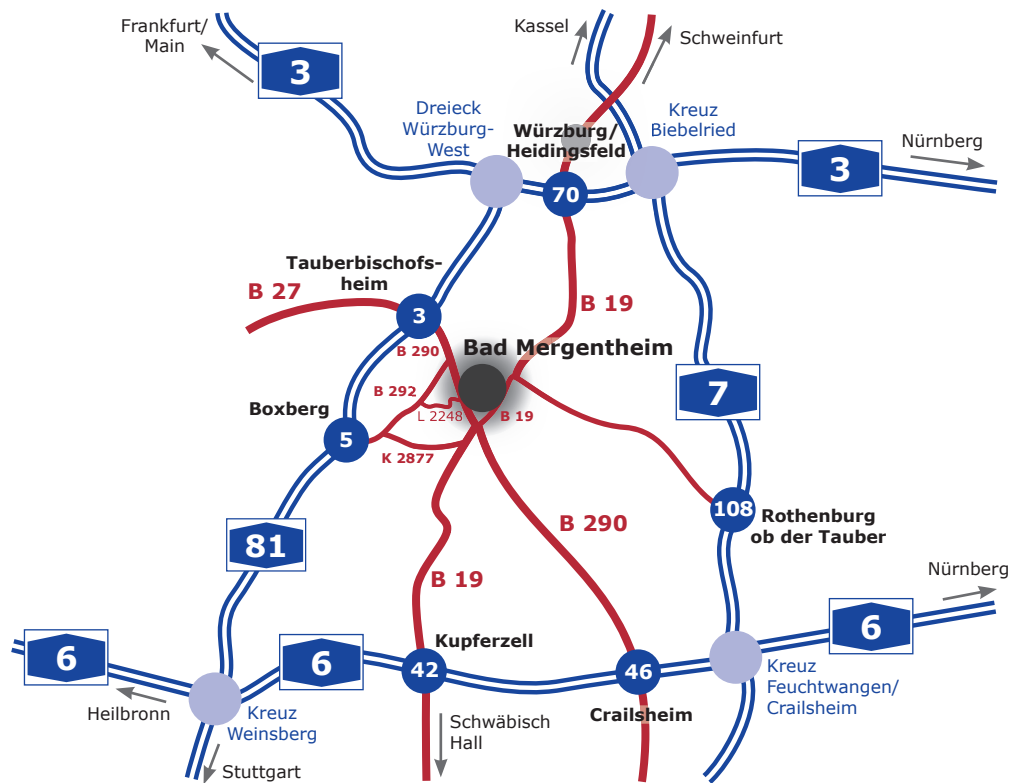 Frankfurt/
Main
3
Kassel
Schweinfurt
Dreieck
Würzburg-
West
Würzburg/
Heidingsfeld
Kreuz
Biebelried
Nürnberg
3
70
Tauberbischofs-
heim
B 27
3
B 19
B 290
Bad Mergentheim
B 292
L 2248
B 19
7
Boxberg
5
K 2877
108
Rothenburg
ob der Tauber
B 290
81
B 19
Nürnberg
6
6
6
Kupferzell
42
46
Kreuz
Feuchtwangen/
Crailsheim
Heilbronn
Kreuz
Weinsberg
Schwäbisch
Hall
Crailsheim
Stuttgart